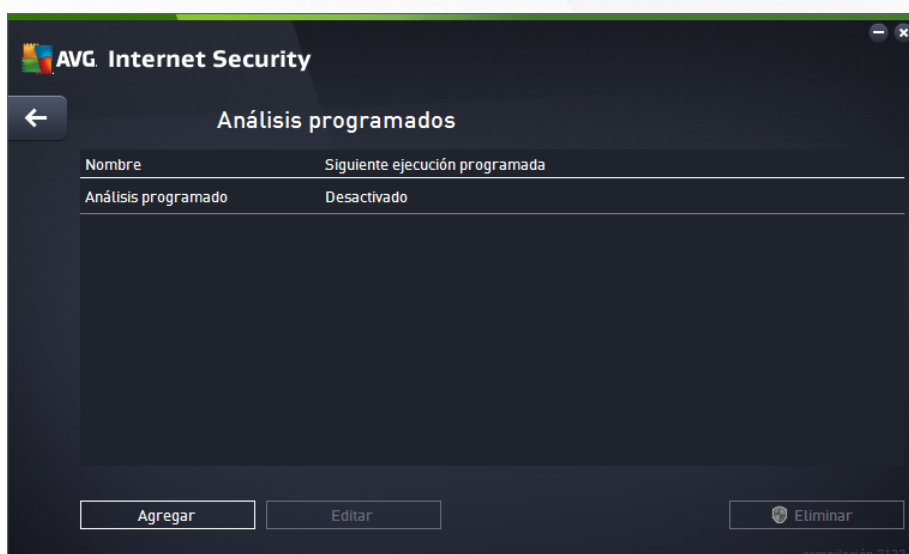 AVG. Internet Security
Análisis programados
Nombre Siguiente ejecución programada
Análisis programado Desactivado
Agregar Editar Eliminar